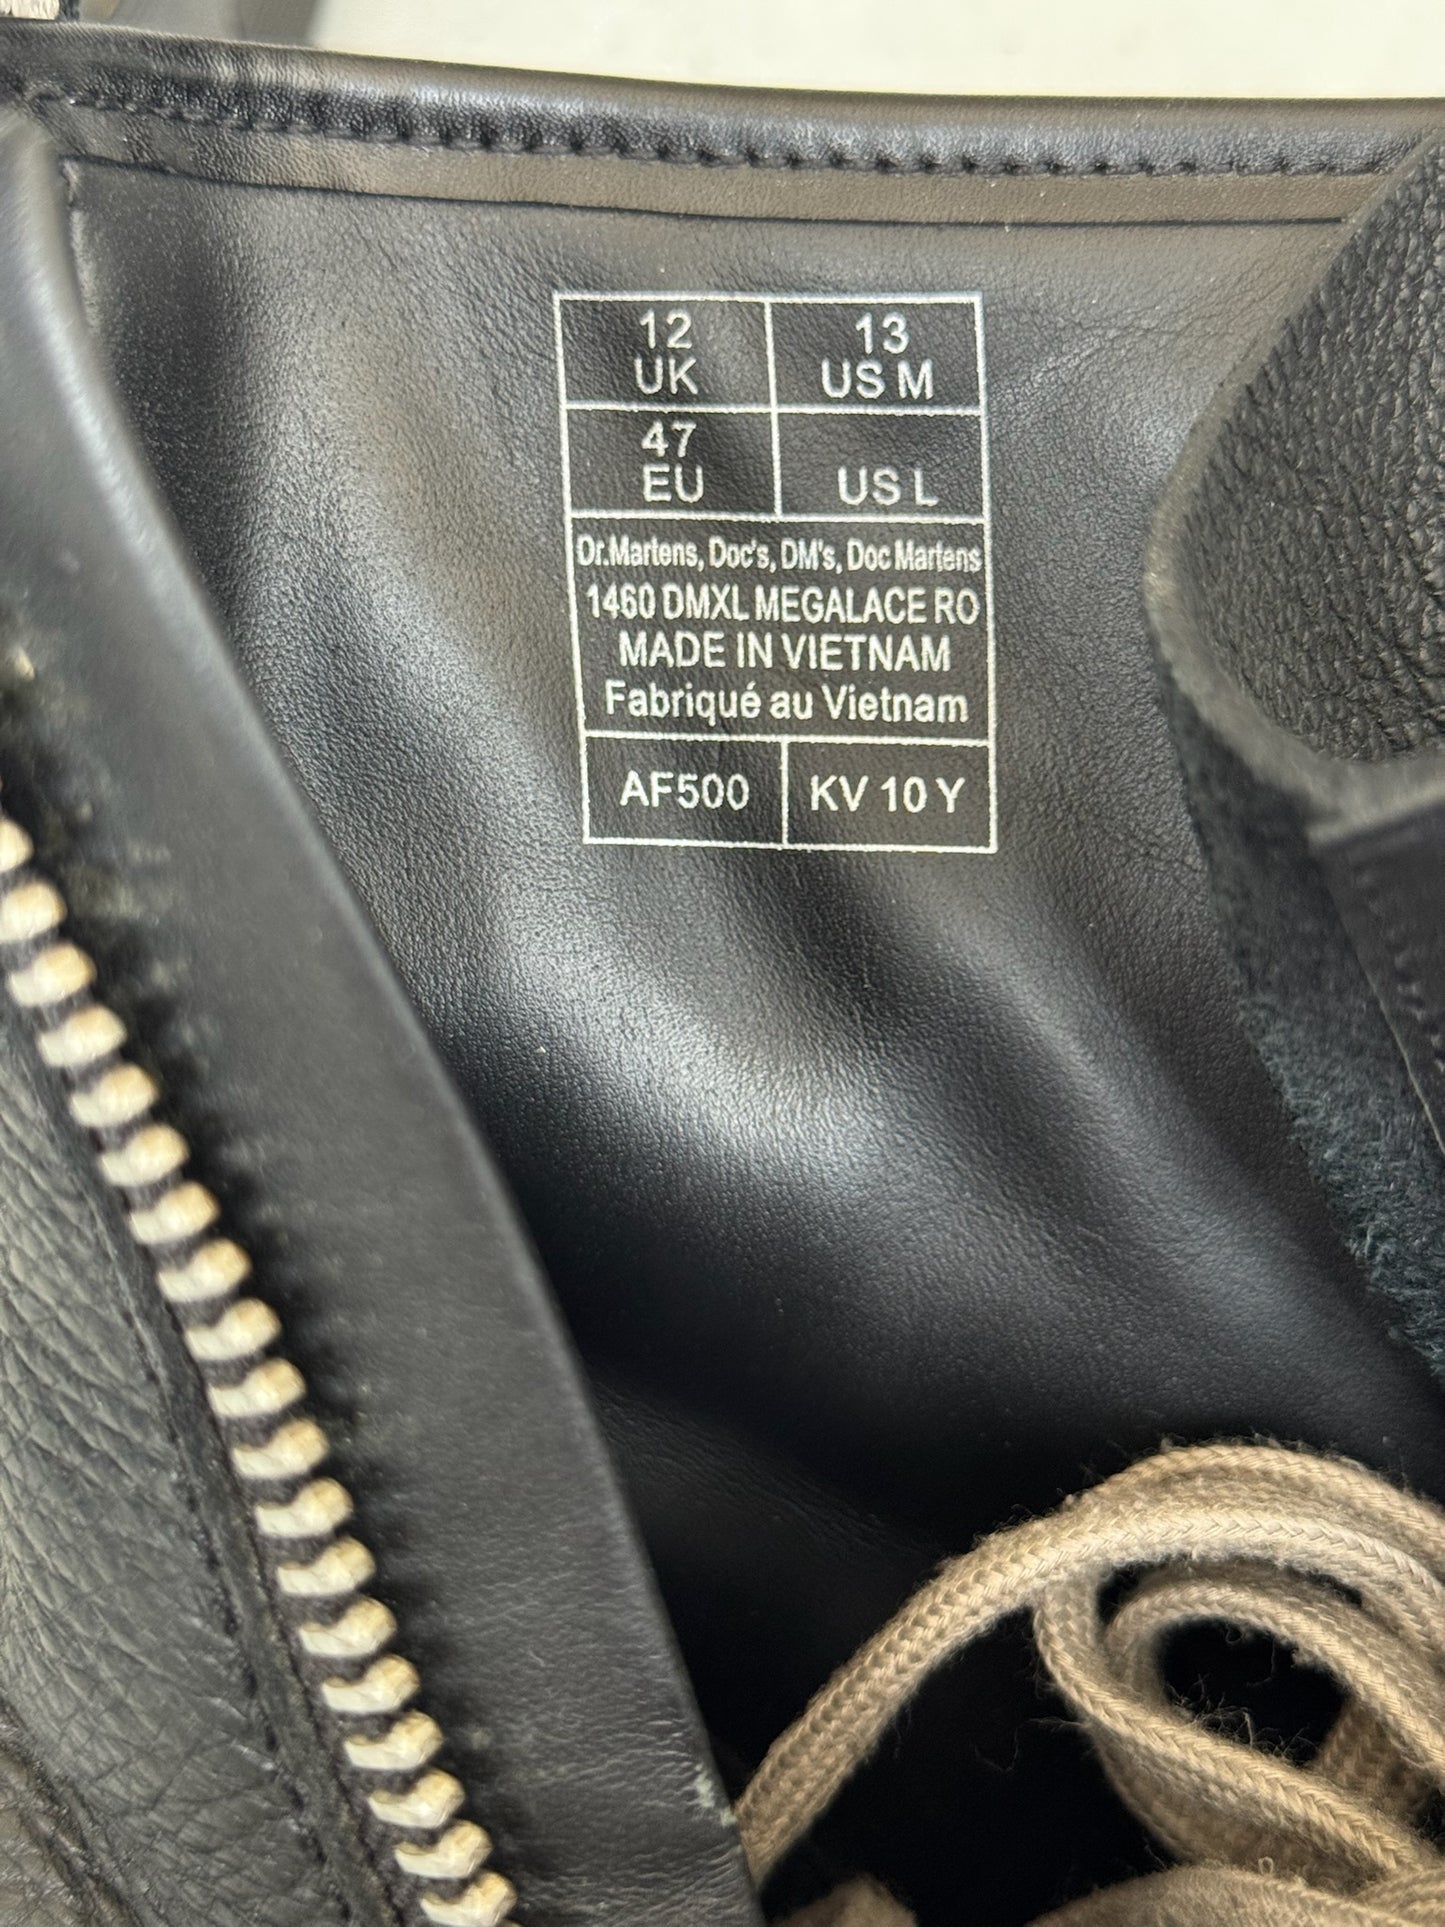 12
UK
13
US M
47
EU
US L
Dr.Martens, Doc's, DM's, Doc Martens
1460 DMXL MEGALACE RO
MADE IN VIETNAM
Fabriqué au Vietnam
AF500
KV 10 Y